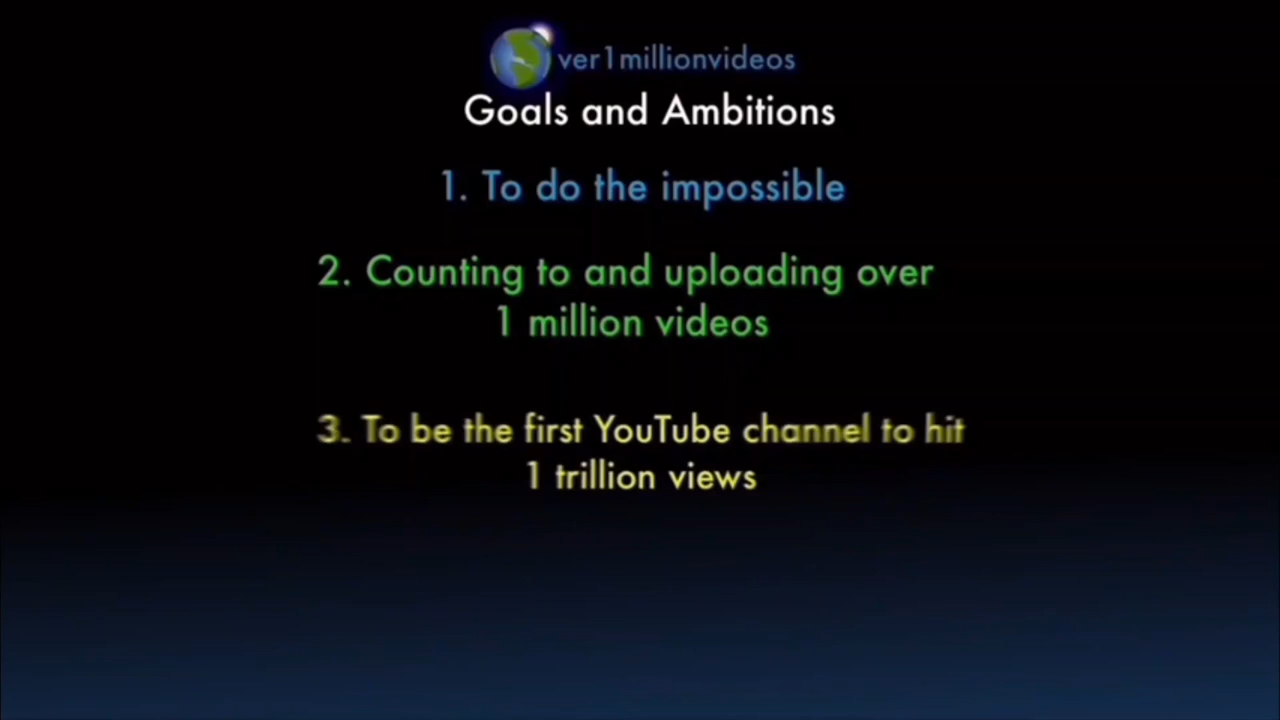 ver1millionvideos
Goals and Ambitions
1. To do the impossible
2. Counting to and uploading over
1 million videos
3. To be the first YouTube channel to hit
1 trillion views